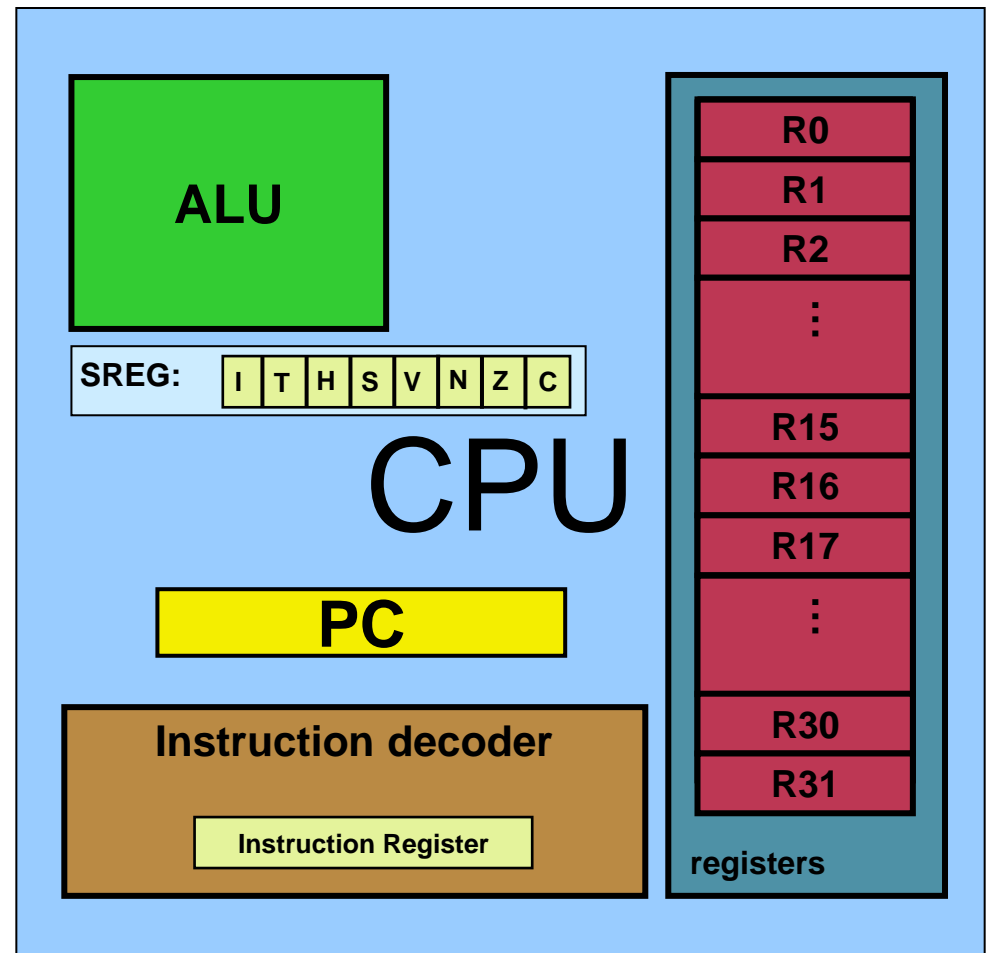 ALU
SREG: I T H S V N Z C
CPU
PC
Instruction decoder
Instruction Register
R0
R1
R2
⋮
R15
R16
R17
⋮
R30
R31
registers